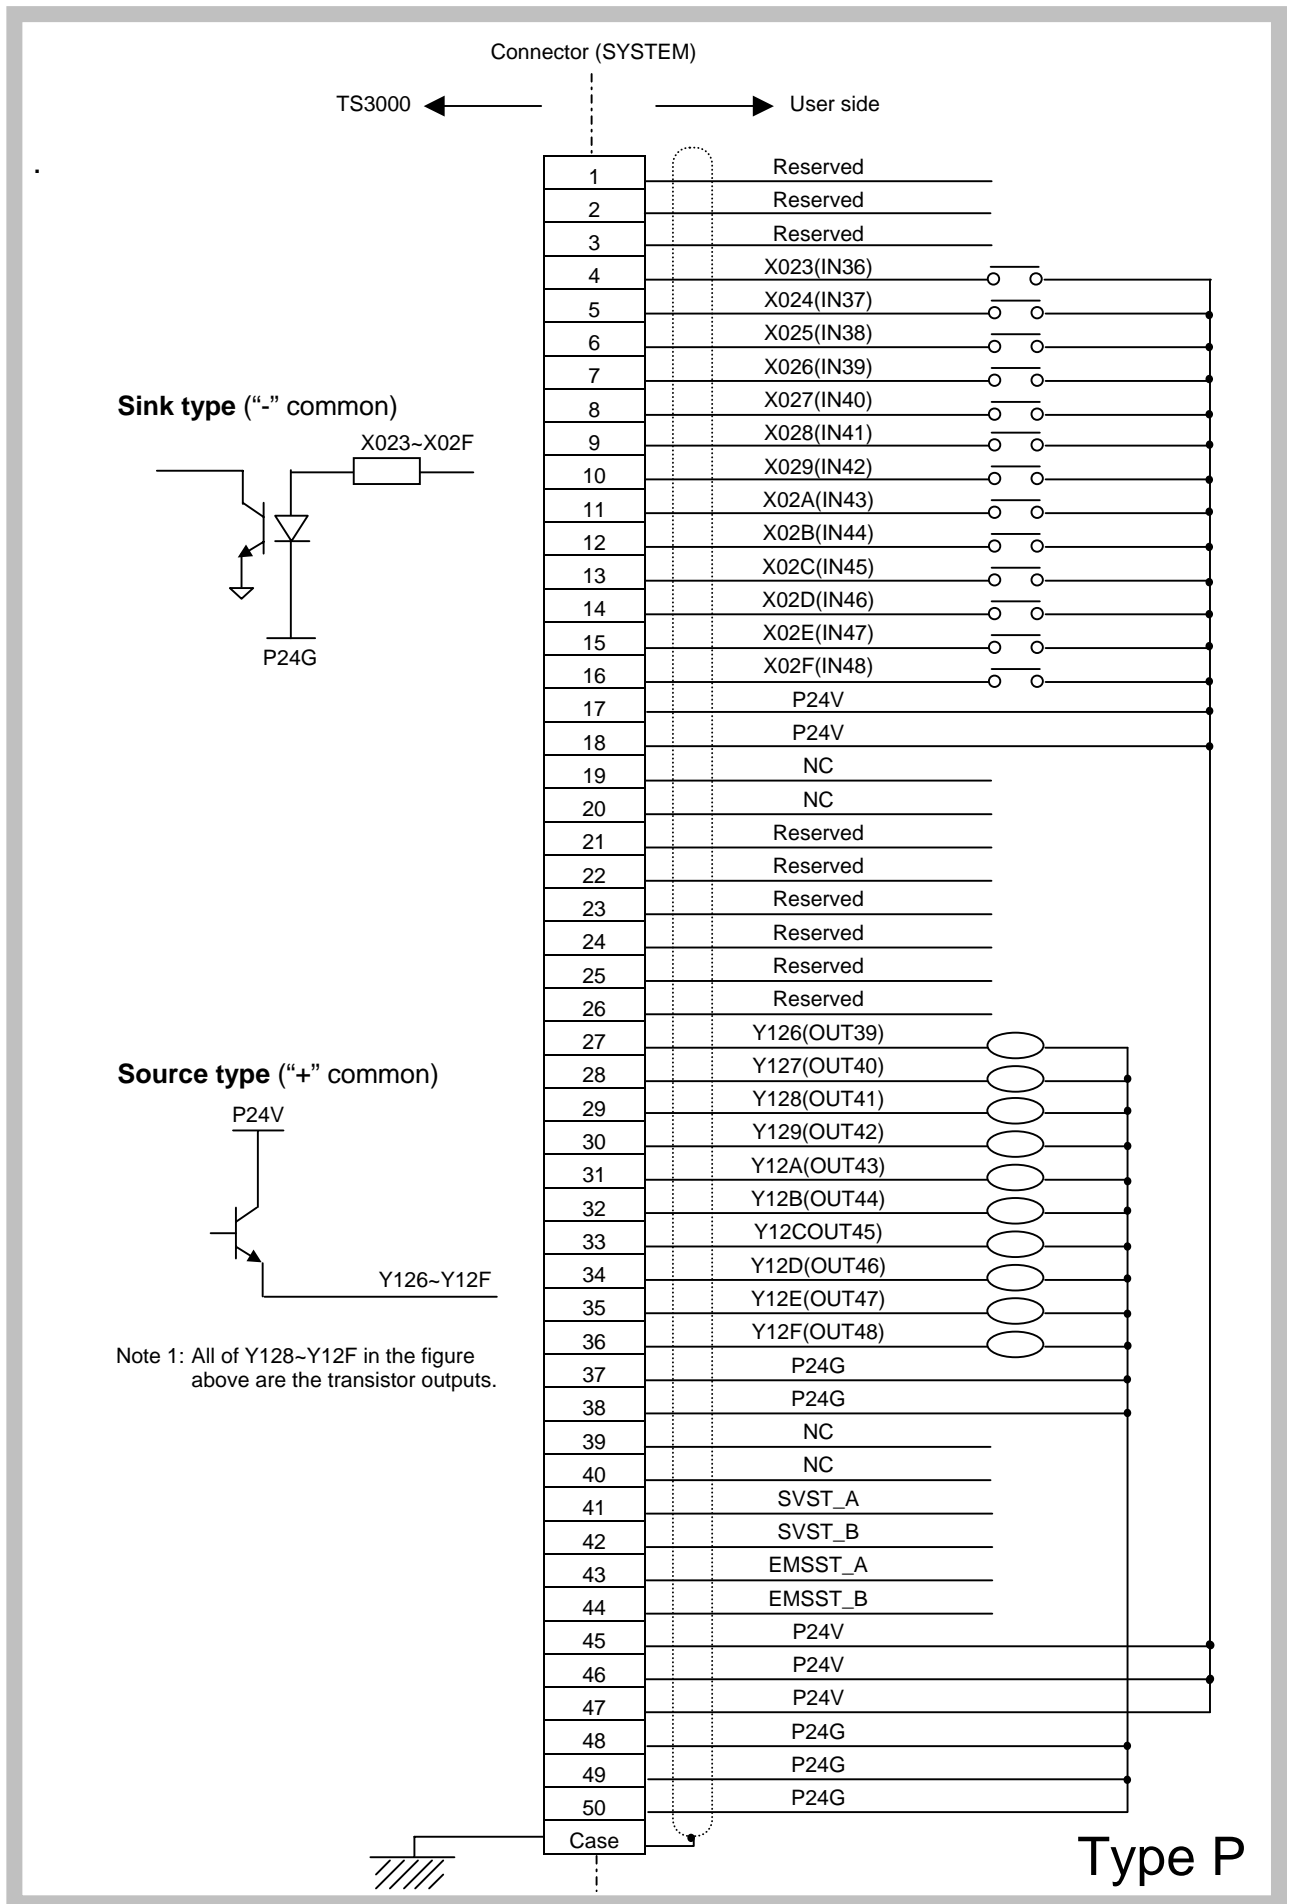 Connector (SYSTEM)
TS3000
User side
.
1 Reserved
2 Reserved
3 Reserved
4 X023(IN36)
5 X024(IN37)
6 X025(IN38)
7 X026(IN39)
8 X027(IN40)
9 X028(IN41)
10 X029(IN42)
11 X02A(IN43)
12 X02B(IN44)
13 X02C(IN45)
14 X02D(IN46)
15 X02E(IN47)
16 X02F(IN48)
17 P24V
18 P24V
19 NC
20 NC
21 Reserved
22 Reserved
23 Reserved
24 Reserved
25 Reserved
26 Reserved
27 Y126(OUT39)
28 Y127(OUT40)
29 Y128(OUT41)
30 Y129(OUT42)
31 Y12A(OUT43)
32 Y12B(OUT44)
33 Y12COUT45)
34 Y12D(OUT46)
35 Y12E(OUT47)
36 Y12F(OUT48)
37 P24G
38 P24G
39 NC
40 NC
41 SVST_A
42 SVST_B
43 EMSST_A
44 EMSST_B
45 P24V
46 P24V
47 P24V
48 P24G
49 P24G
50 P24G
Case
Sink type (“-” common)
X023~X02F
P24G
Source type (“+” common)
P24V
Y126~Y12F
Note 1: All of Y128~Y12F in the figure
above are the transistor outputs.
Type P